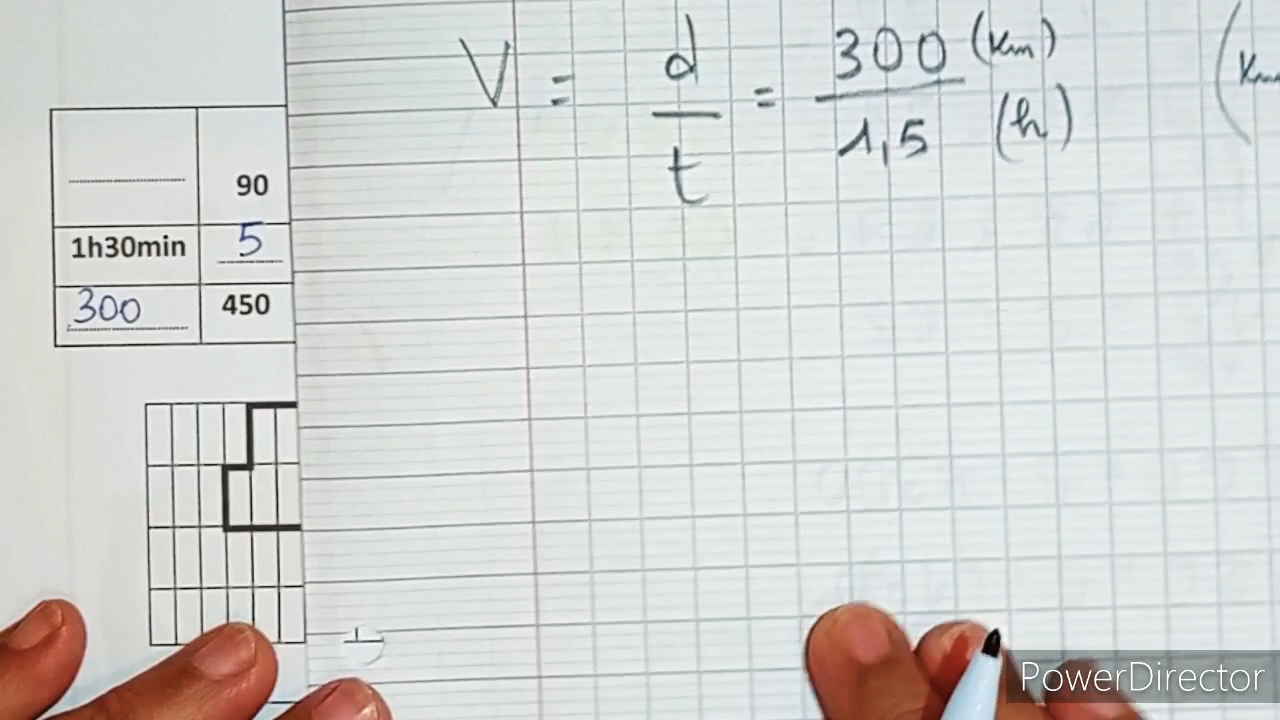 V = d/t = 300 (km) / 1,5 (h)
90
1h30min 5
300 450
PowerDirector